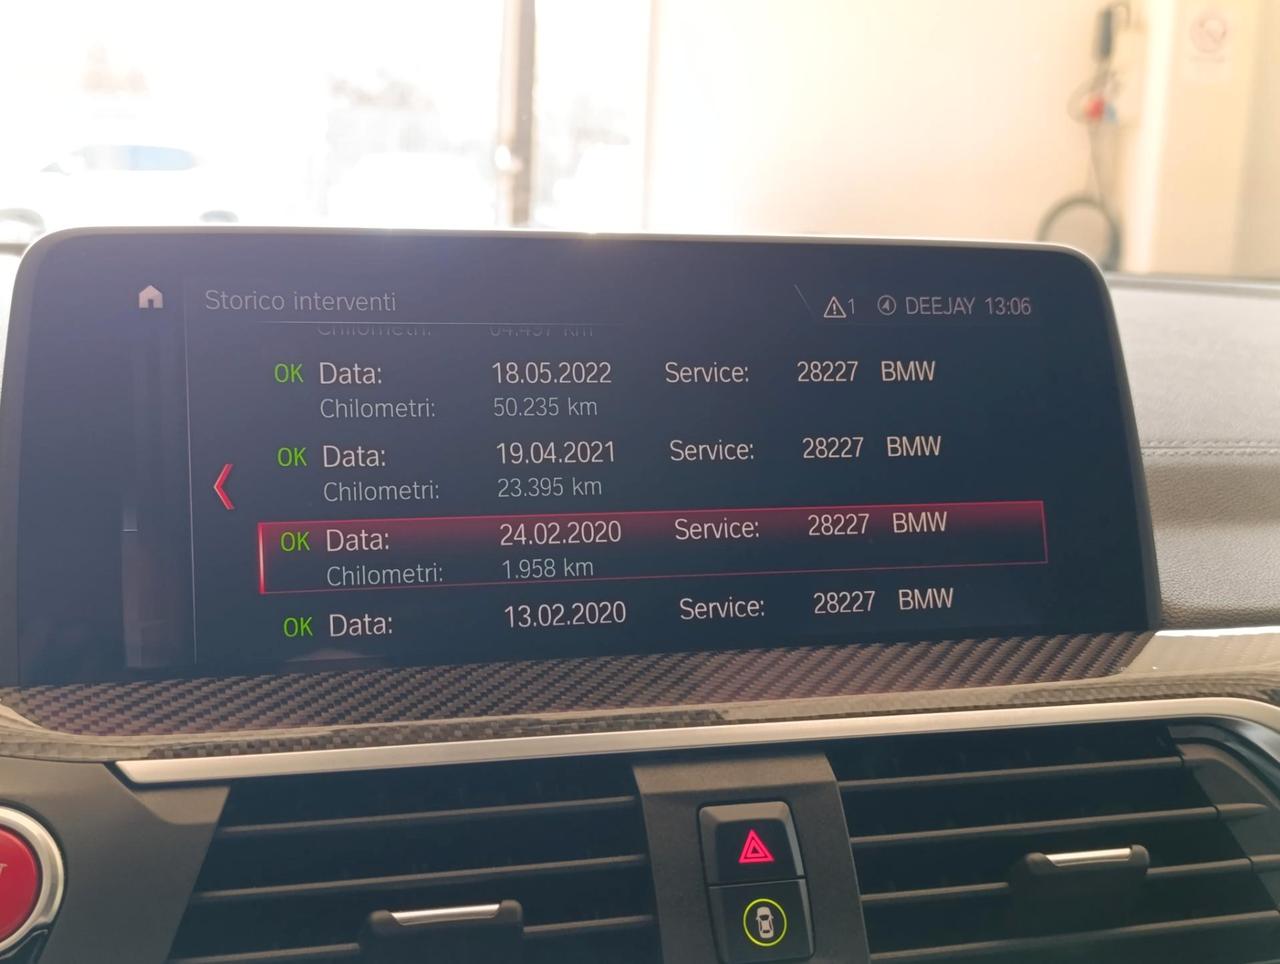 Storico interventi 1 DEEJAY 13:06
Chilometri: km
OK Data: 18.05.2022 Service: 28227 BMW
Chilometri: 50.235 km
OK Data: 19.04.2021 Service: 28227 BMW
Chilometri: 23.395 km
OK Data: 24.02.2020 Service: 28227 BMW
Chilometri: 1.958 km
OK Data: 13.02.2020 Service: 28227 BMW